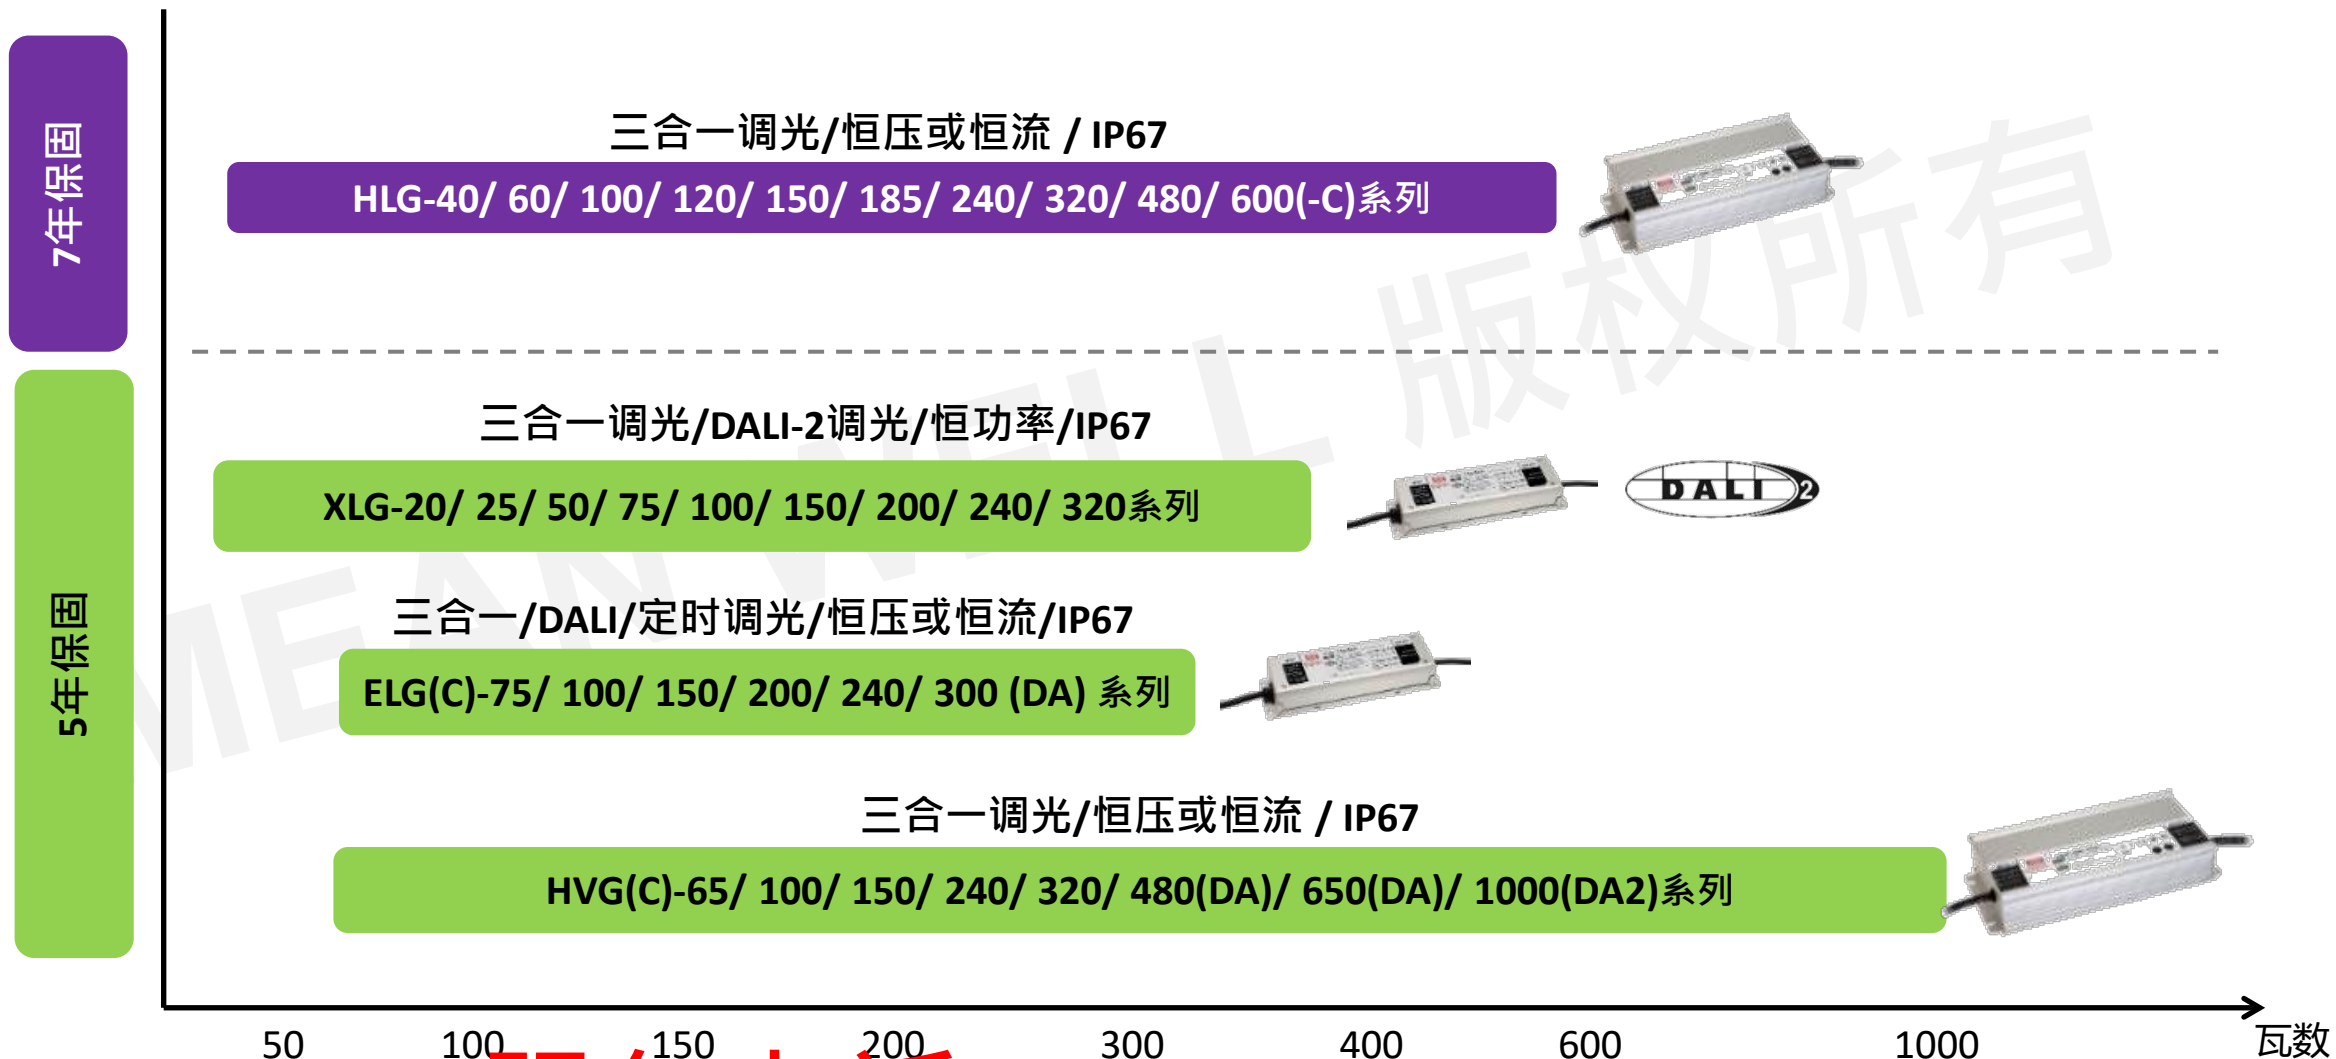 7年保固
三合一调光/恒压或恒流 / IP67
HLG-40/ 60/ 100/ 120/ 150/ 185/ 240/ 320/ 480/ 600(-C)系列
5年保固
三合一调光/DALI-2调光/恒功率/IP67
XLG-20/ 25/ 50/ 75/ 100/ 150/ 200/ 240/ 320系列
DALI 2
三合一/DALI/定时调光/恒压或恒流/IP67
ELG(C)-75/ 100/ 150/ 200/ 240/ 300 (DA) 系列
三合一调光/恒压或恒流 / IP67
HVG(C)-65/ 100/ 150/ 240/ 320/ 480(DA)/ 650(DA)/ 1000(DA2)系列
50 100 150 200 300 400 600 1000 瓦数
MEAN WELL 版权所有